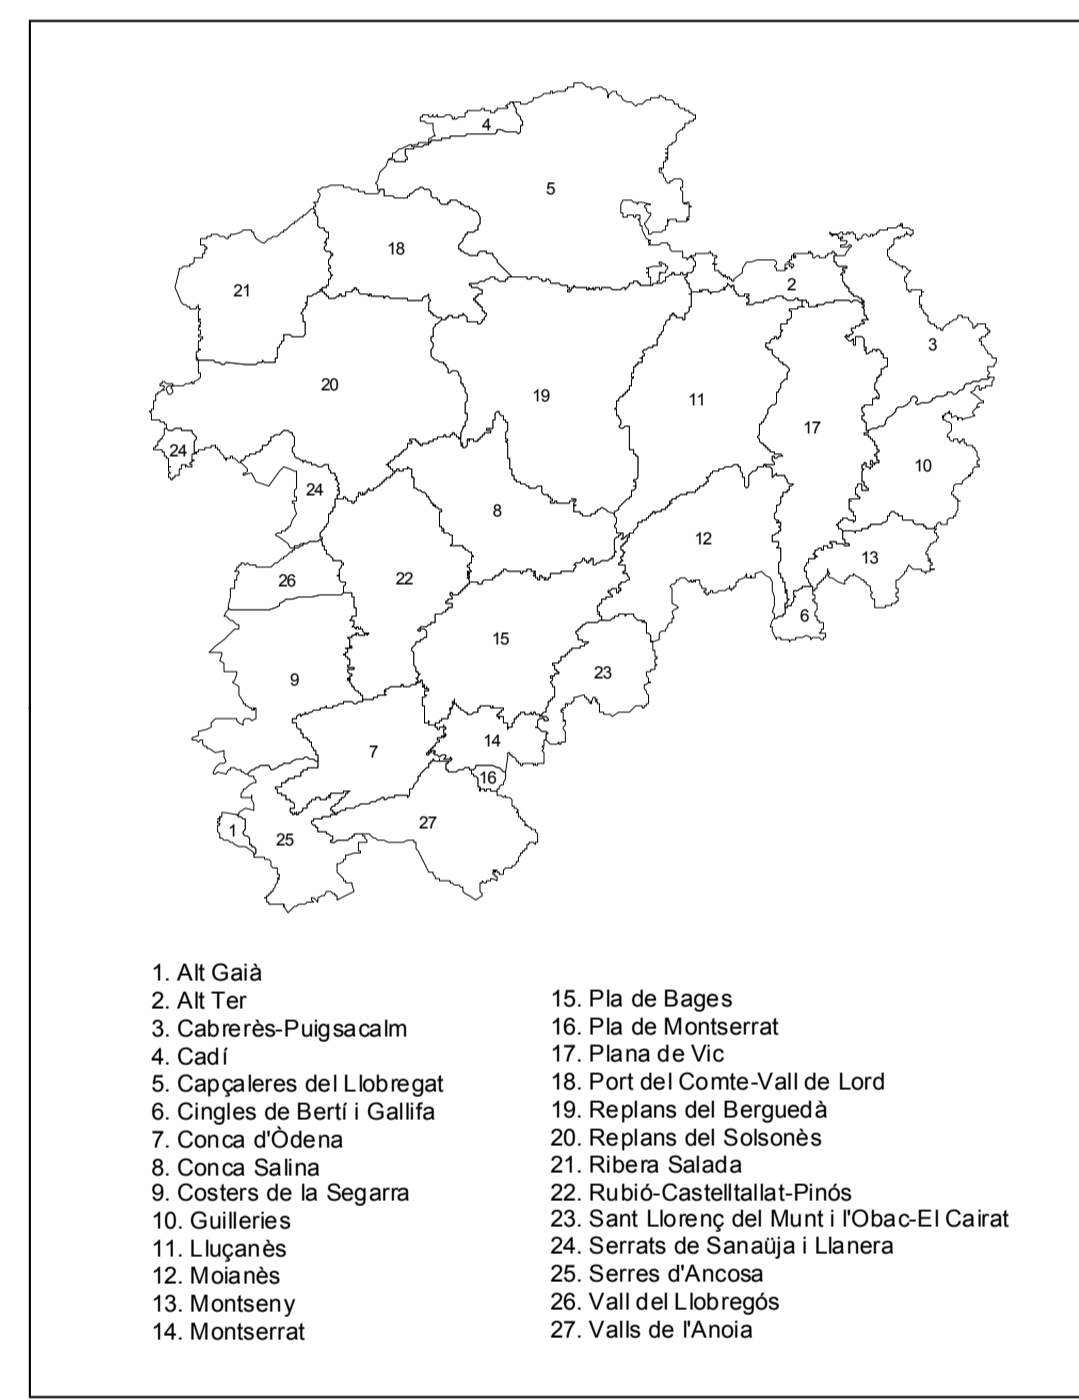 4
5
18
21
2
3
20
19
11
17
24
10
24
8
12
13
26
22
6
15
9
23
14
7
16
27
1
25
1. Alt Gaià
2. Alt Ter
3. Cabrerès-Puigsacalm
4. Cadí
5. Capçaleres del Llobregat
6. Cingles de Bertí i Gallifa
7. Conca d'Òdena
8. Conca Salina
9. Costers de la Segarra
10. Guilleries
11. Lluçanès
12. Moianès
13. Montseny
14. Montserrat
15. Pla de Bages
16. Pla de Montserrat
17. Plana de Vic
18. Port del Comte-Vall de Lord
19. Replans del Berguedà
20. Replans del Solsonès
21. Ribera Salada
22. Rubió-Castelltallat-Pinós
23. Sant Llorenç del Munt i l'Obac-El Cairat
24. Serrats de Sanaüja i Llanera
25. Serres d'Ancosa
26. Vall del Llobregós
27. Valls de l'Anoia